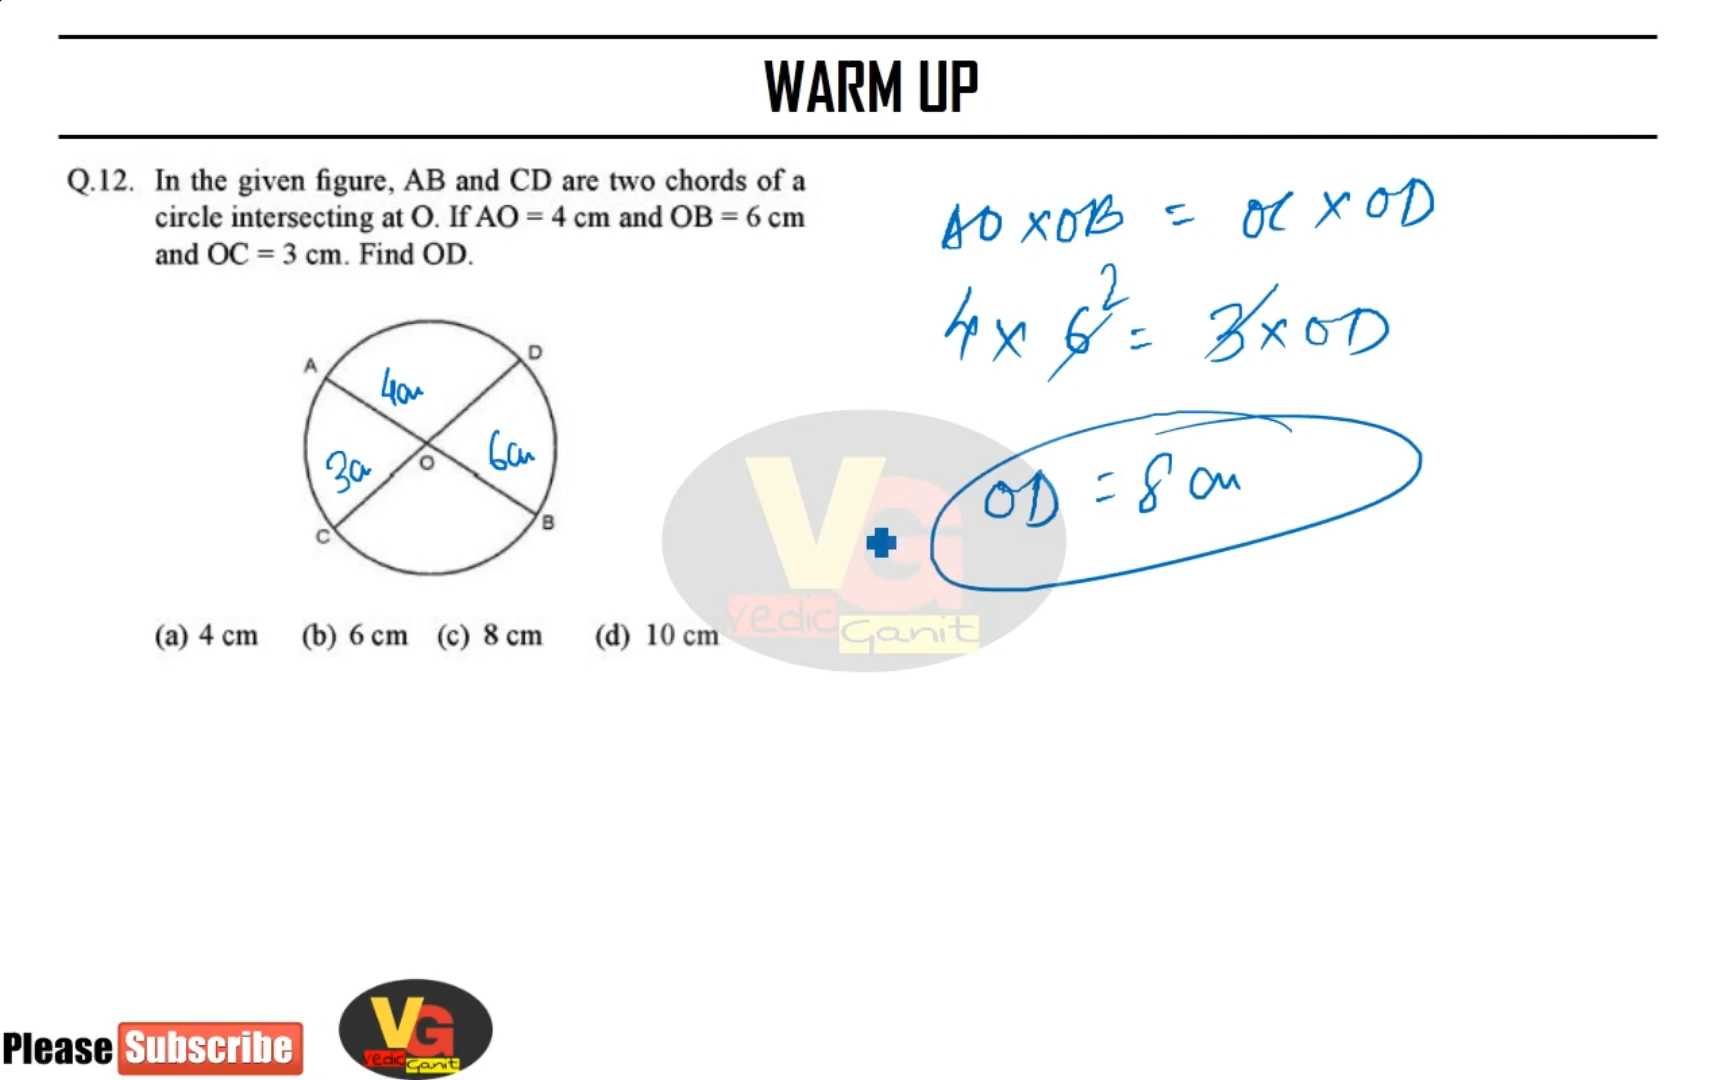 WARM UP
Q.12. In the given figure, AB and CD are two chords of a
circle intersecting at O. If AO = 4 cm and OB = 6 cm
and OC = 3 cm. Find OD.
A
D
4cm
3cm
O
6cm
C
B
(a) 4 cm (b) 6 cm (c) 8 cm (d) 10 cm
AO × OB = OC × OD
4 × 6 2 = 3 × OD
OD = 8 cm
VG
Vedic
Ganit
Please Subscribe
VG
Vedic
Ganit